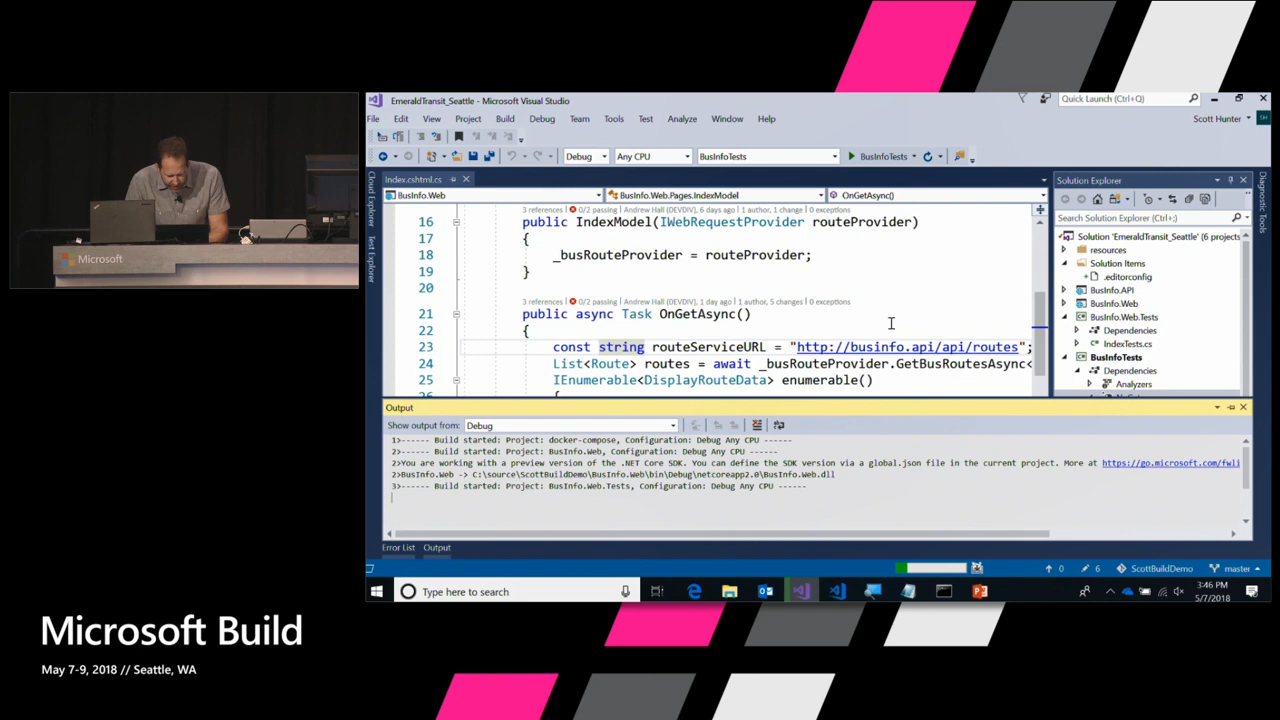 Microsoft
Microsoft Build
May 7-9, 2018 // Seattle, WA
EmeraldTransit_Seattle - Microsoft Visual Studio
Quick Launch (Ctrl+Q)
File Edit View Project Build Debug Team Tools Test Analyze Window Help
Scott Hunter SH
Debug Any CPU BusInfoTests BusInfoTests
Cloud Explorer
Test Explorer
Index.cshtml.cs
BusInfo.Web BusInfo.Web.Pages.IndexModel OnGetAsync()
3 references | 0/2 passing | Andrew Hall (DEVDIV), 6 days ago | 1 author, 1 change | 0 exceptions
16 public IndexModel(IWebRequestProvider routeProvider)
17 {
18 _busRouteProvider = routeProvider;
19 }
20
3 references | 0/2 passing | Andrew Hall (DEVDIV), 1 day ago | 1 author, 5 changes | 0 exceptions
21 public async Task OnGetAsync()
22 {
23 const string routeServiceURL = "http://businfo.api/api/routes";
24 List<Route> routes = await _busRouteProvider.GetBusRoutesAsync<
25 IEnumerable<DisplayRouteData> enumerable()
26 {
Solution Explorer
Search Solution Explorer (Ctrl+;)
Solution 'EmeraldTransit_Seattle' (6 projects
resources
Solution Items
.editorconfig
BusInfo.API
BusInfo.Web
BusInfo.Web.Tests
Dependencies
IndexTests.cs
BusInfoTests
Dependencies
Analyzers
Diagnostic Tools
Output
Show output from: Debug
1>------ Build started: Project: docker-compose, Configuration: Debug Any CPU ------
2>------ Build started: Project: BusInfo.Web, Configuration: Debug Any CPU ------
2>You are working with a preview version of the .NET Core SDK. You can define the SDK version via a global.json file in the current project. More at https://go.microsoft.com/fwli
2>BusInfo.Web -> C:\source\ScottBuildDemo\BusInfo.Web\bin\Debug\netcoreapp2.0\BusInfo.Web.dll
3>------ Build started: Project: BusInfo.Web.Tests, Configuration: Debug Any CPU ------
Error List Output
0 6 ScottBuildDemo master
Type here to search
3:46 PM
5/7/2018